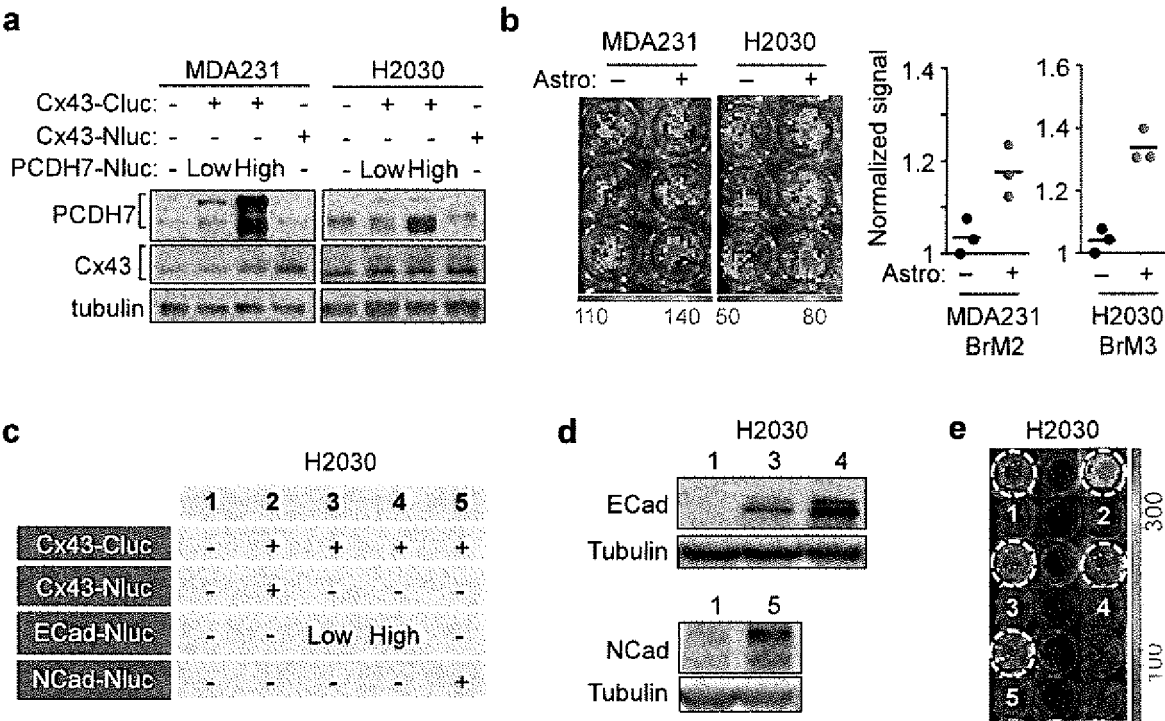 a
MDA231 H2030
Cx43-Cluc: - + + - - + + -
Cx43-Nluc: - - - + - - - +
PCDH7-Nluc: - Low High - - Low High -
PCDH7
Cx43
tubulin
b
MDA231 H2030
Astro: - + - +
110 140 50 80
Normalized signal
1.4
1.2
1
1.6
1.4
1.2
1
Astro: - + - +
MDA231 H2030
BrM2 BrM3
c
H2030
1 2 3 4 5
Cx43-Cluc - + + + +
Cx43-Nluc - + - - -
ECad-Nluc - - Low High -
NCad-Nluc - - - - +
d
H2030
1 3 4
ECad
Tubulin
1 5
NCad
Tubulin
e
H2030
1 2
3 4
5
300
100